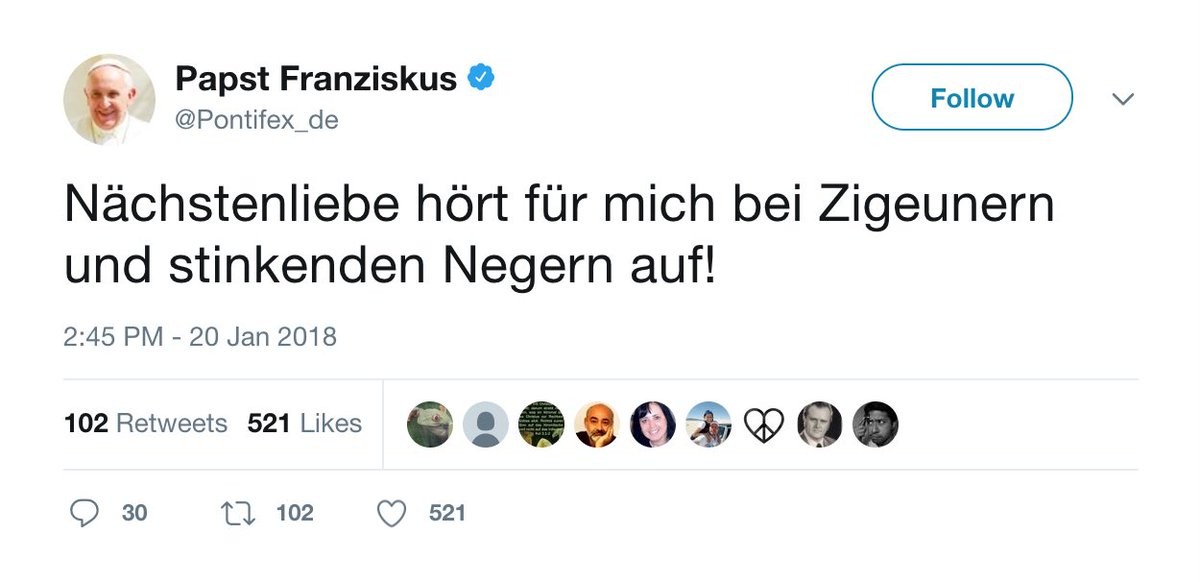 Papst Franziskus
@Pontifex_de
Follow
Nächstenliebe hört für mich bei Zigeunern
und stinkenden Negern auf!
2:45 PM - 20 Jan 2018
102 Retweets 521 Likes
30 102 521